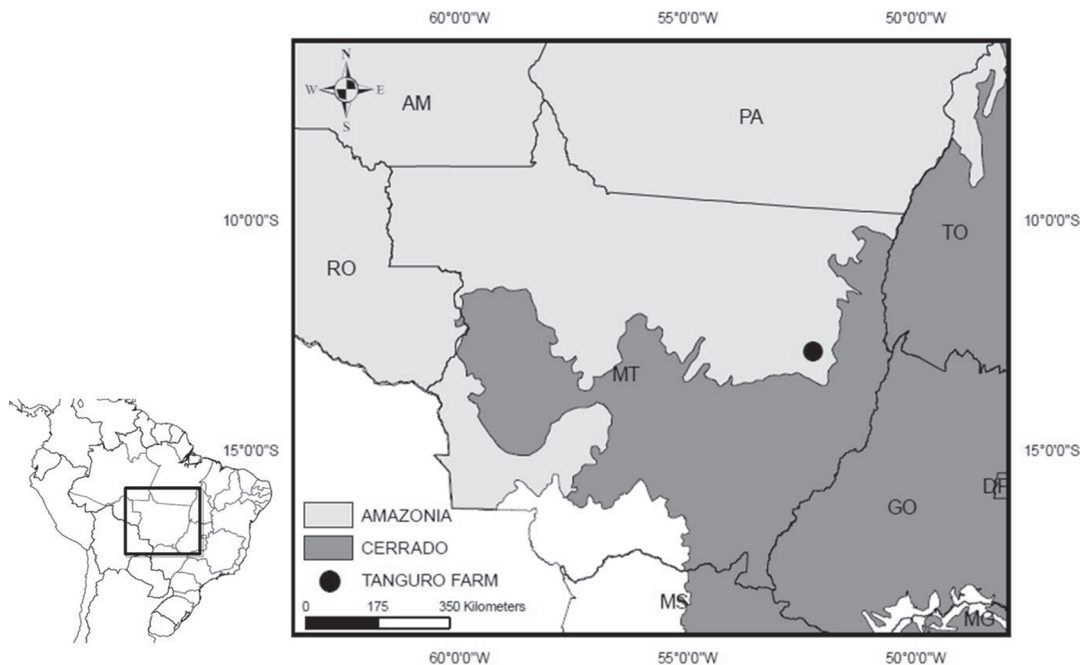 60°0'0"W 55°0'0"W 50°0'0"W
N
W E
S
AM
PA
10°0'0"S 10°0'0"S
TO
RO
MT
15°0'0"S 15°0'0"S
DF
GO
AMAZONIA
CERRADO
TANGURO FARM
0 175 350 Kilometers
MS
MG
60°0'0"W 55°0'0"W 50°0'0"W